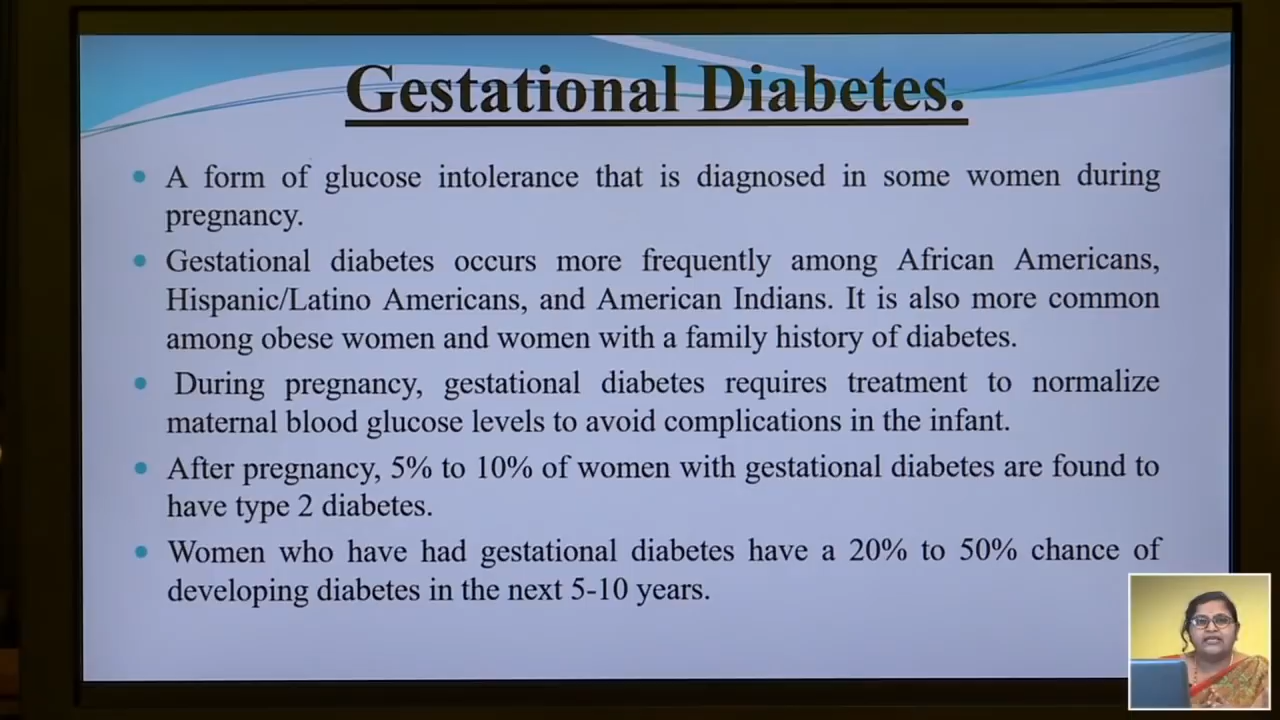 Gestational Diabetes.
• A form of glucose intolerance that is diagnosed in some women during
pregnancy.
• Gestational diabetes occurs more frequently among African Americans,
Hispanic/Latino Americans, and American Indians. It is also more common
among obese women and women with a family history of diabetes.
• During pregnancy, gestational diabetes requires treatment to normalize
maternal blood glucose levels to avoid complications in the infant.
• After pregnancy, 5% to 10% of women with gestational diabetes are found to
have type 2 diabetes.
• Women who have had gestational diabetes have a 20% to 50% chance of
developing diabetes in the next 5-10 years.